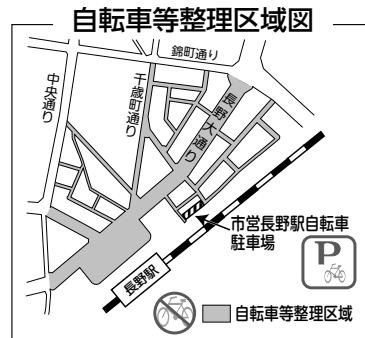 自転車等整理区域図
錦町通り
中央通り
千歳町通り
長野大通り
市営長野駅自転車
駐車場
P
長野駅
自転車等整理区域